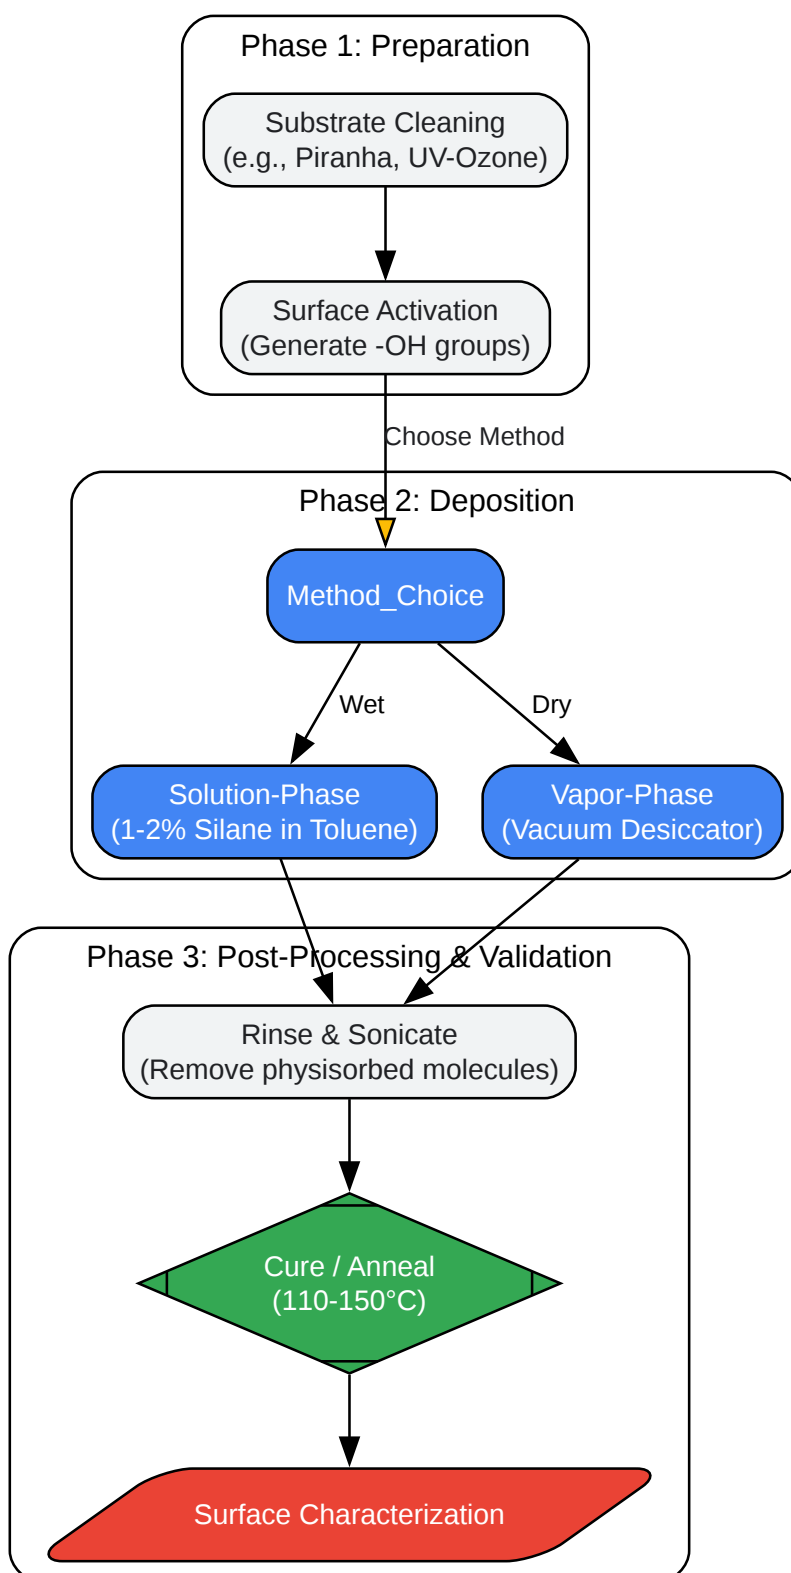 Phase 1: Preparation
Substrate Cleaning
(e.g., Piranha, UV-Ozone)
Surface Activation
(Generate -OH groups)
Choose Method
Phase 2: Deposition
Method_Choice
Wet
Dry
Solution-Phase
(1-2% Silane in Toluene)
Vapor-Phase
(Vacuum Desiccator)
Phase 3: Post-Processing & Validation
Rinse & Sonicate
(Remove physisorbed molecules)
Cure / Anneal
(110-150°C)
Surface Characterization